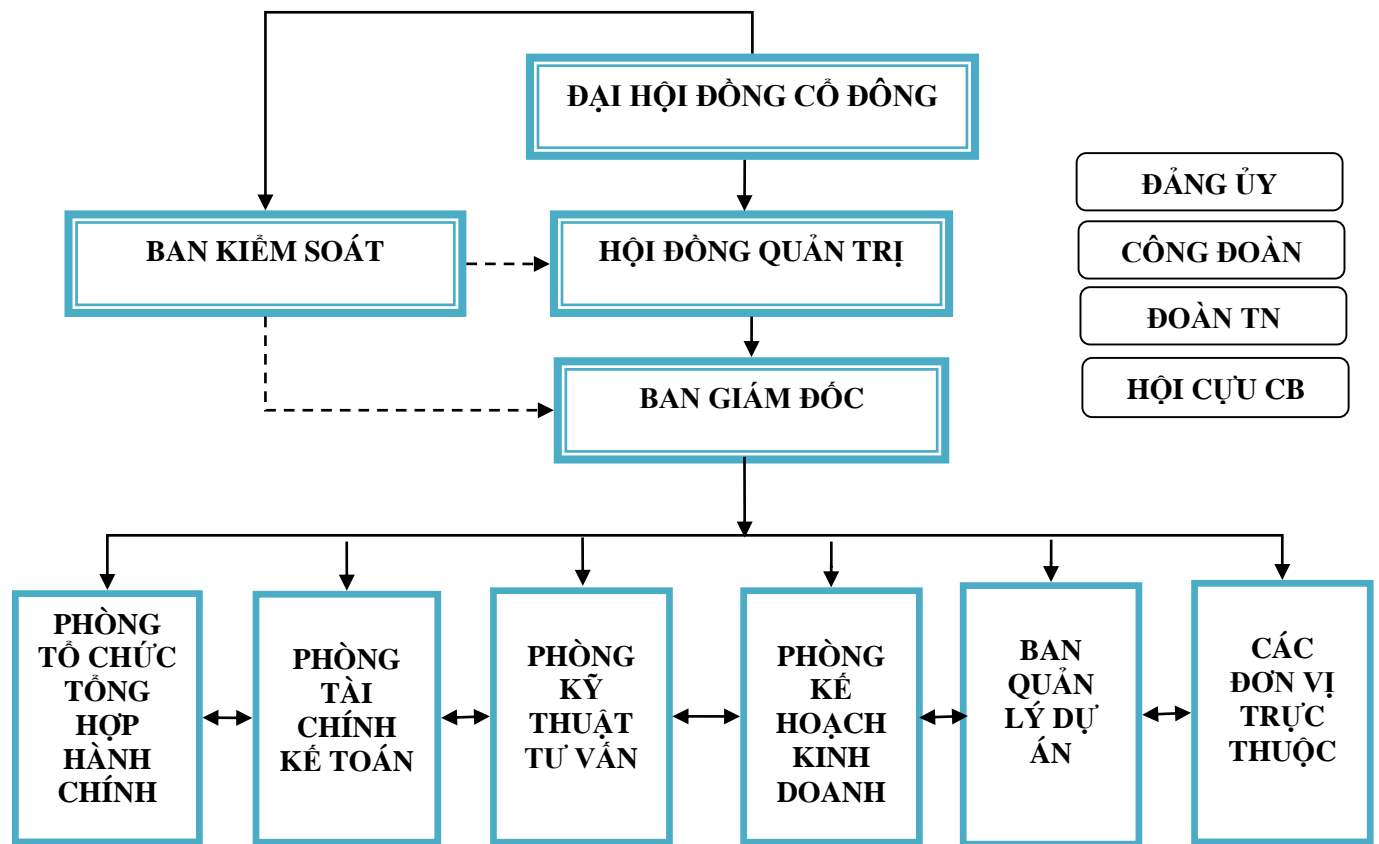 ĐẠI HỘI ĐỒNG CỔ ĐÔNG
ĐẢNG ỦY
BAN KIỂM SOÁT
HỘI ĐỒNG QUẢN TRỊ
CÔNG ĐOÀN
ĐOÀN TN
BAN GIÁM ĐỐC
HỘI CỰU CB
PHÒNG
TỔ CHỨC
TỔNG
HỢP
HÀNH
CHÍNH
PHÒNG
TÀI
CHÍNH
KẾ TOÁN
PHÒNG
KỸ
THUẬT
TƯ VẤN
PHÒNG
KẾ
HOẠCH
KINH
DOANH
BAN
QUẢN
LÝ DỰ
ÁN
CÁC
ĐƠN VỊ
TRỰC
THUỘC